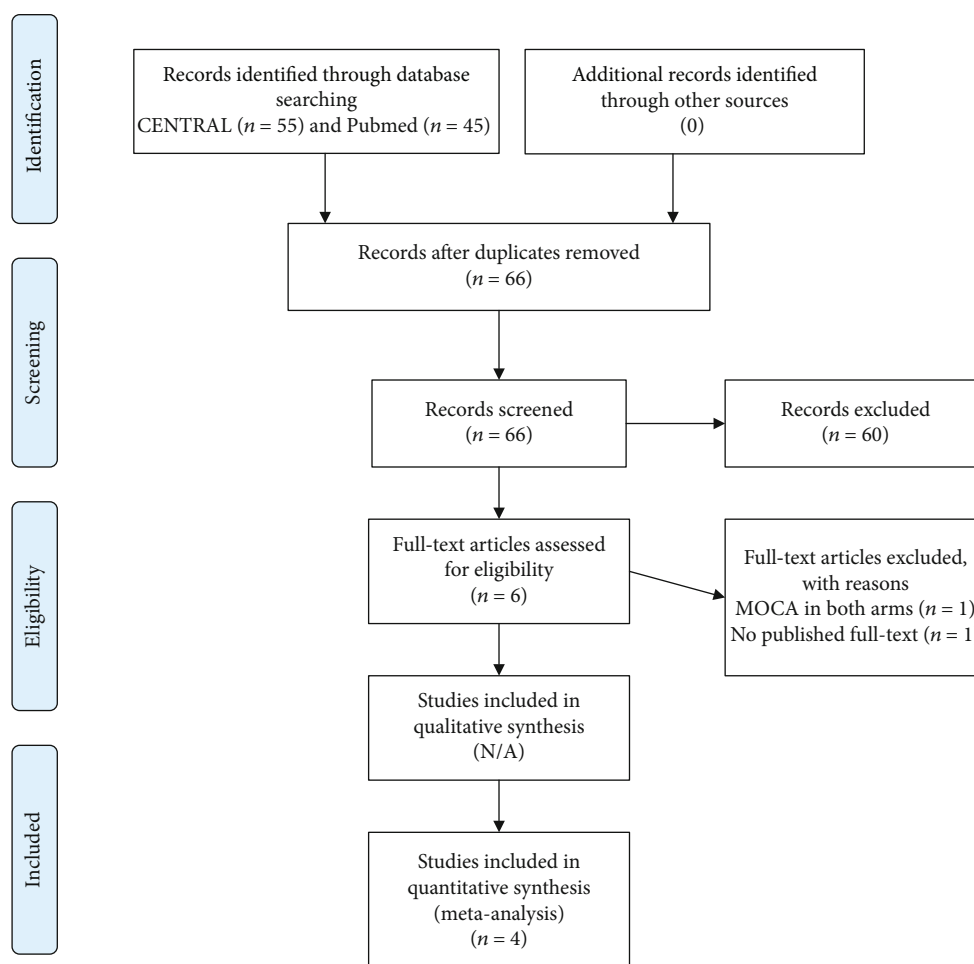 Identification
Records identified through database
searching
CENTRAL (n = 55) and Pubmed (n = 45)
Additional records identified
through other sources
(0)
Records after duplicates removed
(n = 66)
Screening
Records screened
(n = 66)
Records excluded
(n = 60)
Eligibility
Full-text articles assessed
for eligibility
(n = 6)
Full-text articles excluded,
with reasons
MOCA in both arms (n = 1)
No published full-text (n = 1
Studies included in
qualitative synthesis
(N/A)
Included
Studies included in
quantitative synthesis
(meta-analysis)
(n = 4)